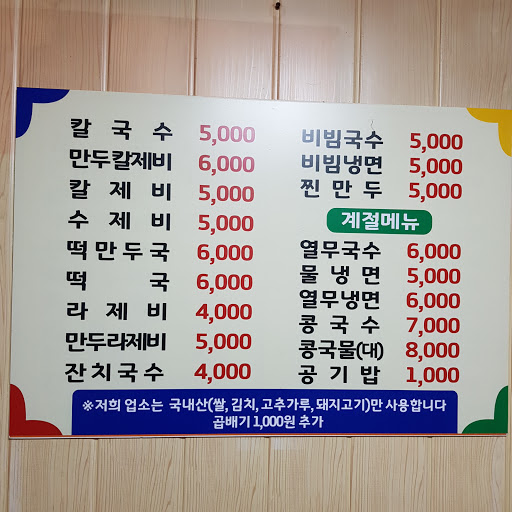 칼국수 5,000
만두칼제비 6,000
칼제비 5,000
수제비 5,000
떡만두국 6,000
떡국 6,000
라제비 4,000
만두라제비 5,000
잔치국수 4,000
비빔국수 5,000
비빔냉면 5,000
찐만두 5,000
계절메뉴
열무국수 6,000
물냉면 5,000
열무냉면 6,000
콩국수 7,000
콩국물(대) 8,000
공기밥 1,000
※저희 업소는 국내산(쌀, 김치, 고추가루, 돼지고기)만 사용합니다
곱배기 1,000원 추가